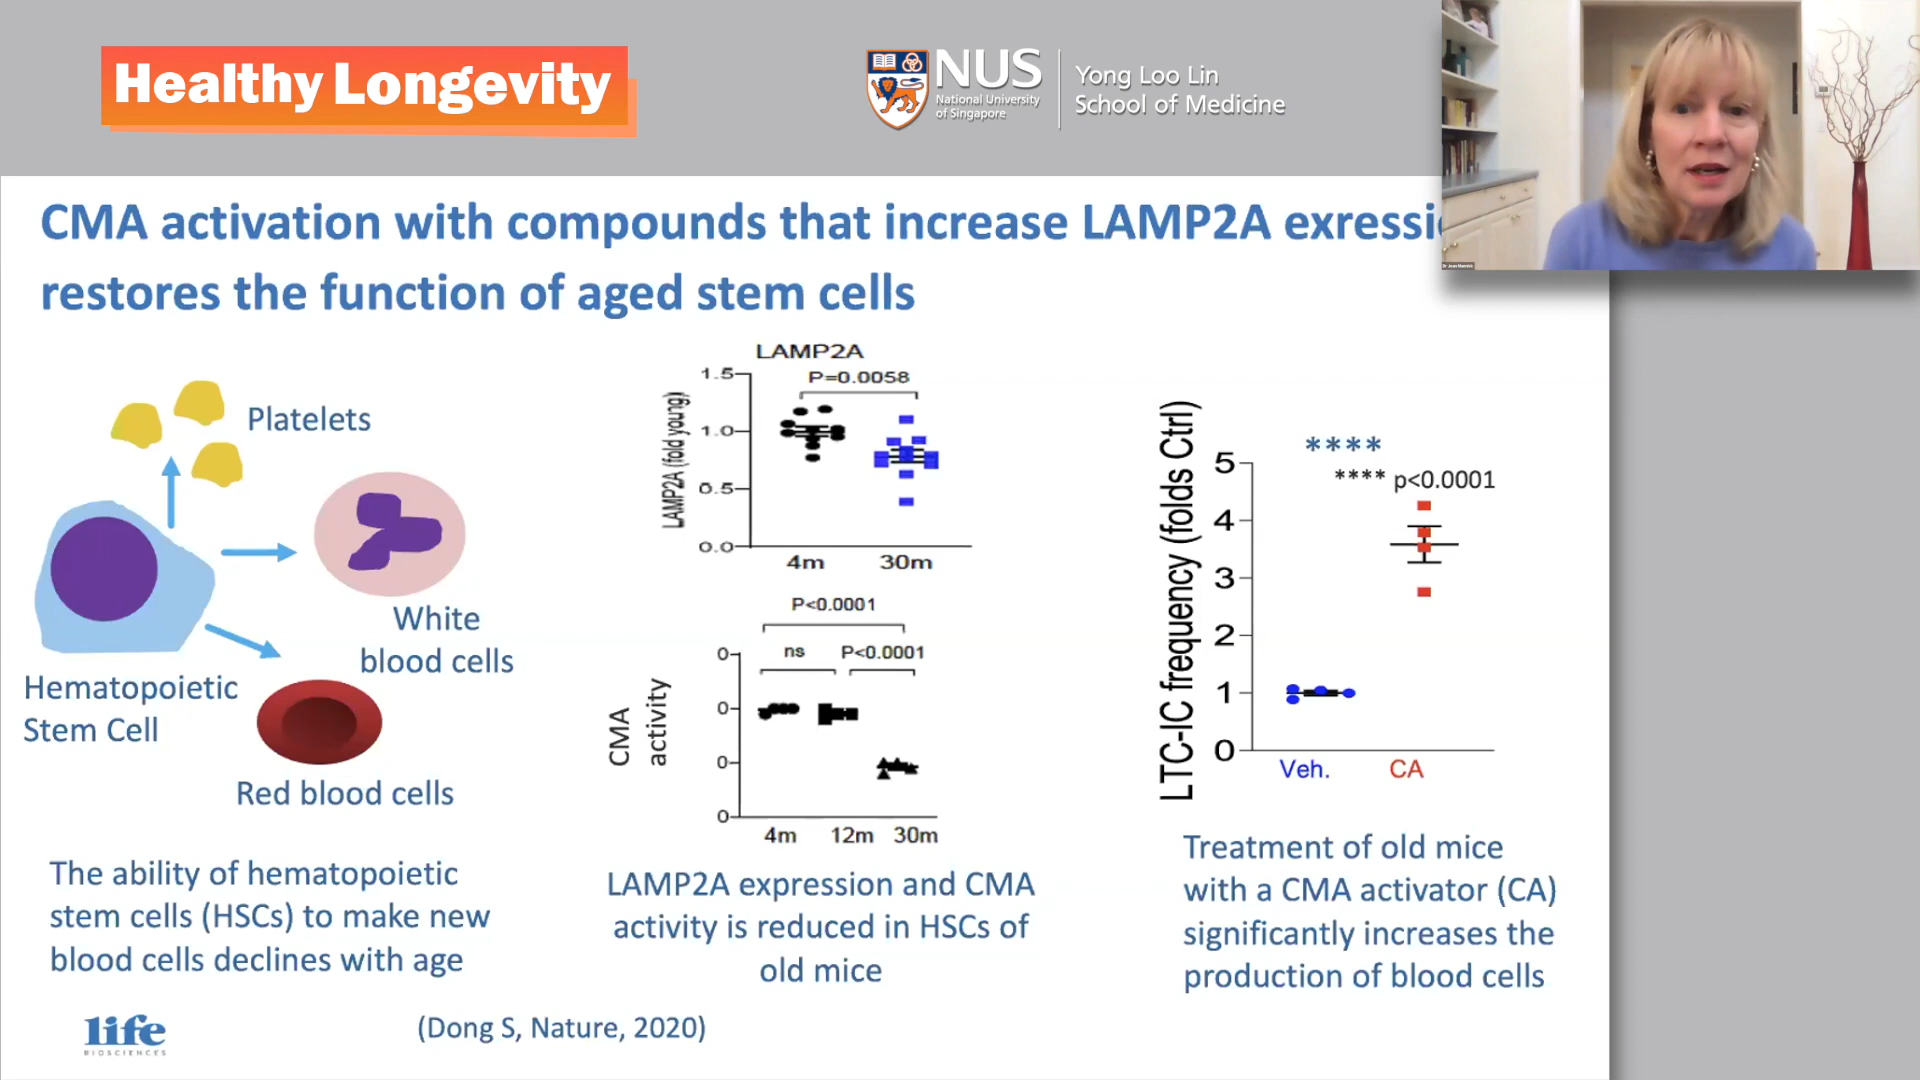 Healthy Longevity
NUS
National University
of Singapore
Yong Loo Lin
School of Medicine
CMA activation with compounds that increase LAMP2A exressi
restores the function of aged stem cells
Platelets
White
blood cells
Hematopoietic
Stem Cell
Red blood cells
The ability of hematopoietic
stem cells (HSCs) to make new
blood cells declines with age
LAMP2A
P=0.0058
LAMP2A (fold young)
1.5
1.0
0.5
0.0
4m 30m
P<0.0001
ns P<0.0001
CMA
activity
0
0
0
0
4m 12m 30m
LAMP2A expression and CMA
activity is reduced in HSCs of
old mice
****
**** p<0.0001
LTC-IC frequency (folds Ctrl)
5
4
3
2
1
0
Veh. CA
Treatment of old mice
with a CMA activator (CA)
significantly increases the
production of blood cells
life
BIOSCIENCES
(Dong S, Nature, 2020)